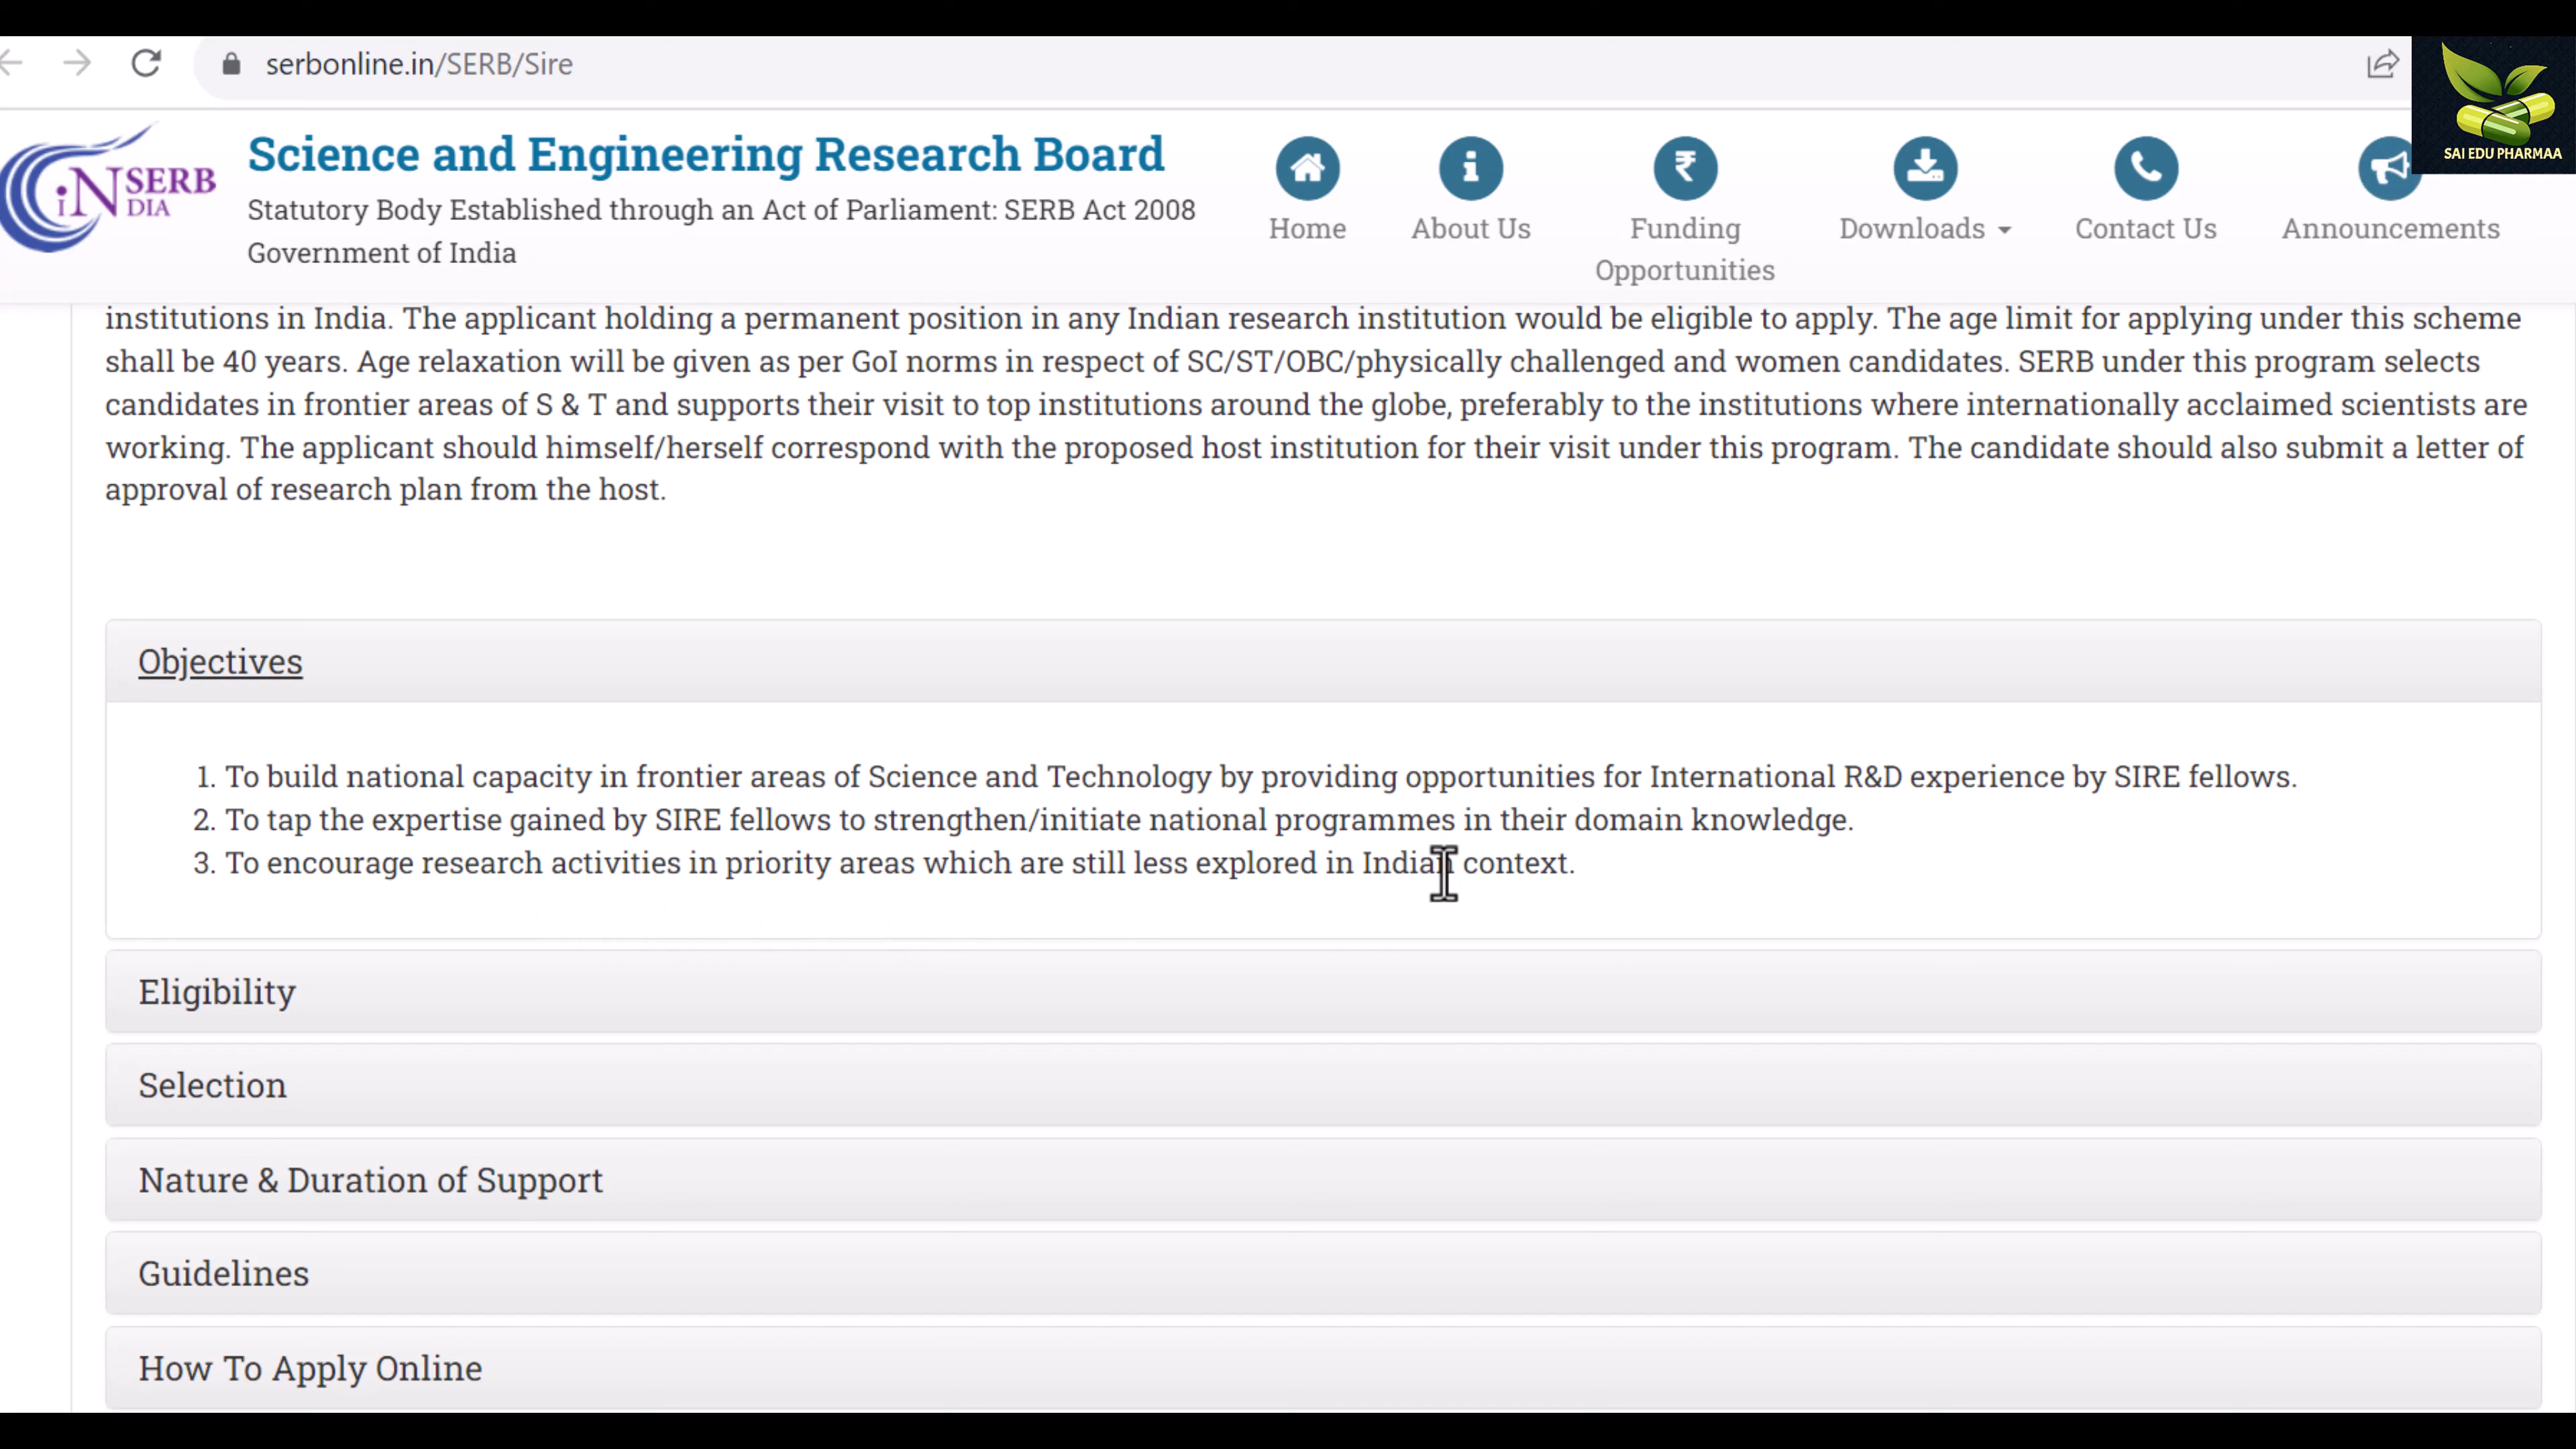 serbonline.in/SERB/Sire
SAI EDU PHARMAA
iN SERB
DIA
Science and Engineering Research Board
Statutory Body Established through an Act of Parliament: SERB Act 2008
Government of India
Home
About Us
Funding
Opportunities
Downloads
Contact Us
Announcements
institutions in India. The applicant holding a permanent position in any Indian research institution would be eligible to apply. The age limit for applying under this scheme
shall be 40 years. Age relaxation will be given as per GoI norms in respect of SC/ST/OBC/physically challenged and women candidates. SERB under this program selects
candidates in frontier areas of S & T and supports their visit to top institutions around the globe, preferably to the institutions where internationally acclaimed scientists are
working. The applicant should himself/herself correspond with the proposed host institution for their visit under this program. The candidate should also submit a letter of
approval of research plan from the host.
Objectives
1. To build national capacity in frontier areas of Science and Technology by providing opportunities for International R&D experience by SIRE fellows.
2. To tap the expertise gained by SIRE fellows to strengthen/initiate national programmes in their domain knowledge.
3. To encourage research activities in priority areas which are still less explored in Indian context.
Eligibility
Selection
Nature & Duration of Support
Guidelines
How To Apply Online